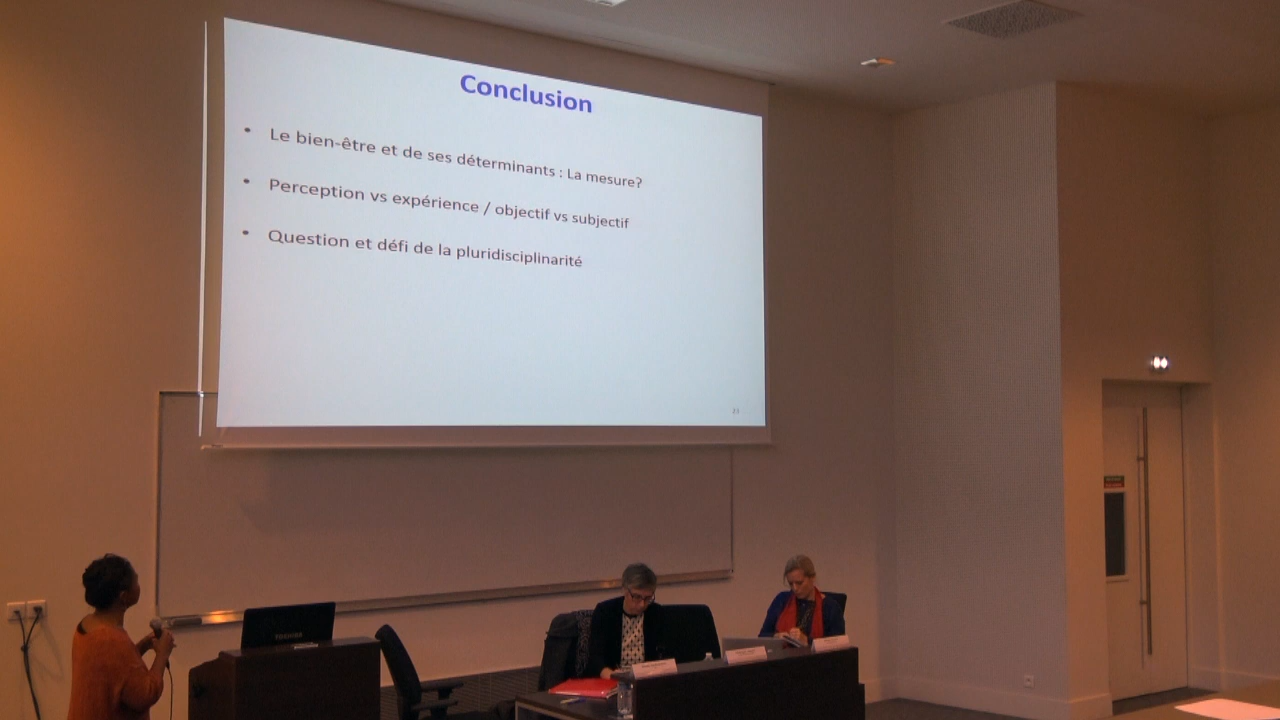 Conclusion
• Le bien-être et de ses déterminants : La mesure?
• Perception vs expérience / objectif vs subjectif
• Question et défi de la pluridisciplinarité